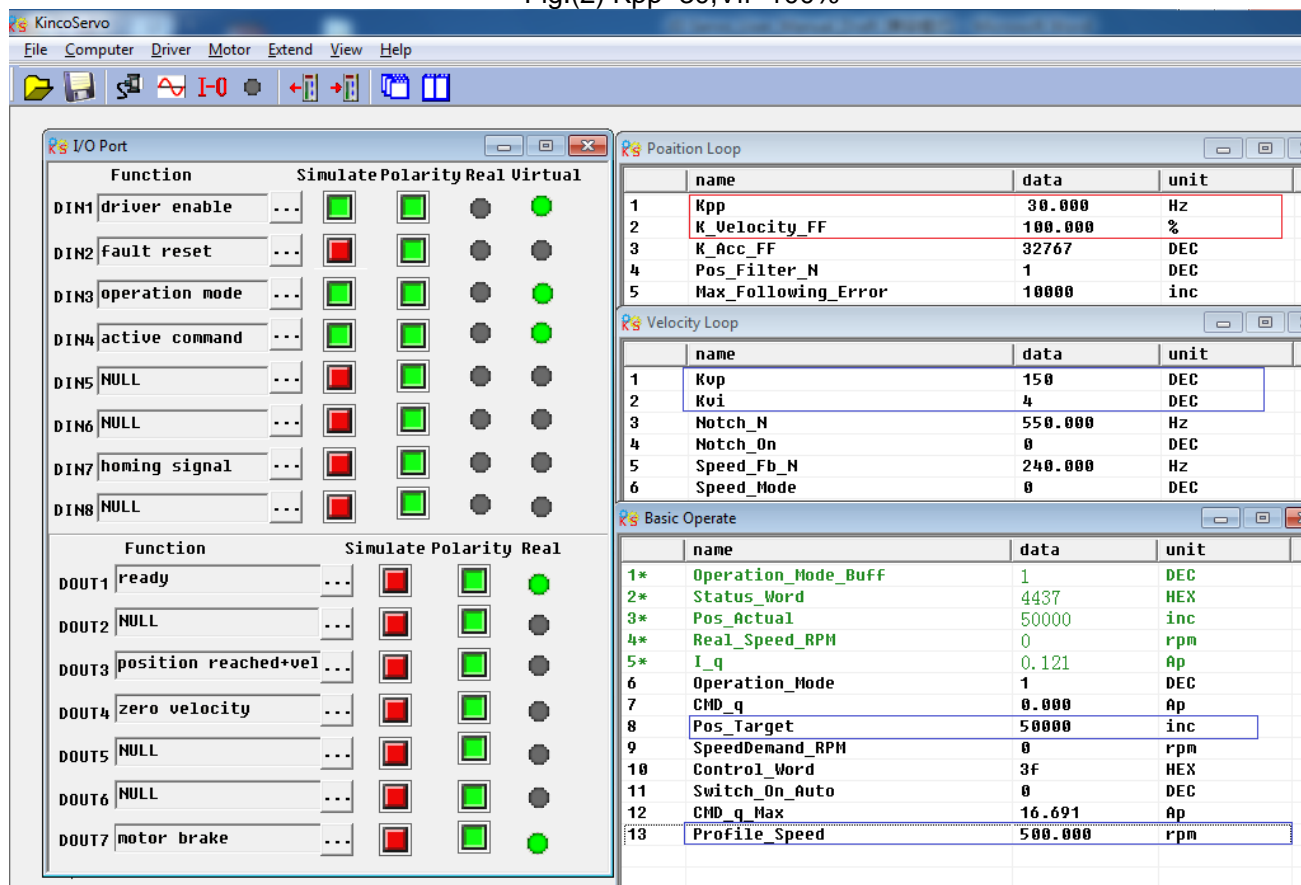 Fig.(2) Kpp=30,Vff=100%
KincoServo
File Computer Driver Motor Extend View Help
I-O
I/O Port
Function Simulate Polarity Real Virtual
DIN1 driver enable ...
DIN2 fault reset ...
DIN3 operation mode ...
DIN4 active command ...
DIN5 NULL ...
DIN6 NULL ...
DIN7 homing signal ...
DIN8 NULL ...
Function Simulate Polarity Real
DOUT1 ready ...
DOUT2 NULL ...
DOUT3 position reached+vel ...
DOUT4 zero velocity ...
DOUT5 NULL ...
DOUT6 NULL ...
DOUT7 motor brake ...
Poaition Loop
name data unit
1 Kpp 30.000 Hz
2 K_Velocity_FF 100.000 %
3 K_Acc_FF 32767 DEC
4 Pos_Filter_N 1 DEC
5 Max_Following_Error 10000 inc
Velocity Loop
name data unit
1 Kvp 150 DEC
2 Kvi 4 DEC
3 Notch_N 550.000 Hz
4 Notch_On 0 DEC
5 Speed_Fb_N 240.000 Hz
6 Speed_Mode 0 DEC
Basic Operate
name data unit
1* Operation_Mode_Buff 1 DEC
2* Status_Word 4437 HEX
3* Pos_Actual 50000 inc
4* Real_Speed_RPM 0 rpm
5* I_q 0.121 Ap
6 Operation_Mode 1 DEC
7 CMD_q 0.000 Ap
8 Pos_Target 50000 inc
9 SpeedDemand_RPM 0 rpm
10 Control_Word 3f HEX
11 Switch_On_Auto 0 DEC
12 CMD_q_Max 16.691 Ap
13 Profile_Speed 500.000 rpm